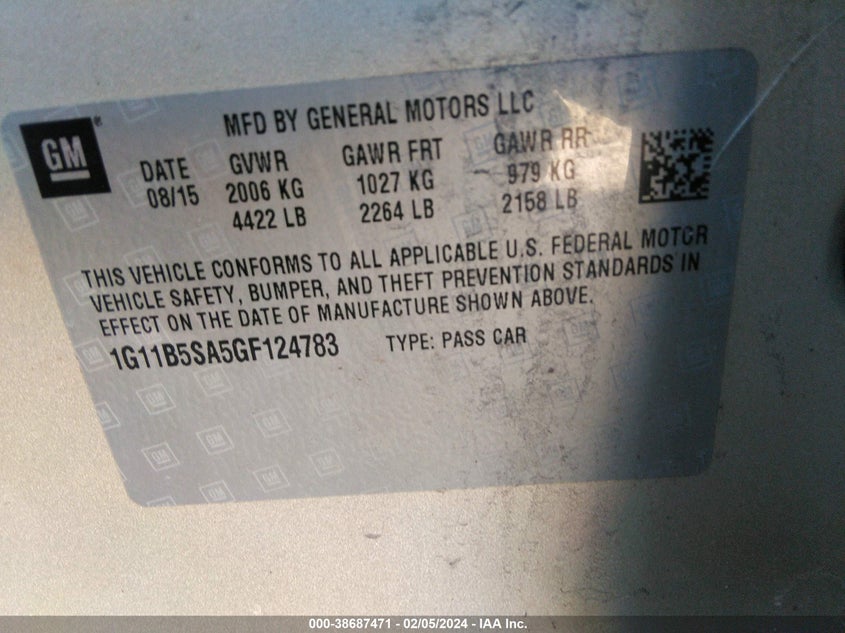 MFD BY GENERAL MOTORS LLC
GM®
DATE GVWR GAWR FRT GAWR RR
08/15 2006 KG 1027 KG 979 KG
4422 LB 2264 LB 2158 LB
THIS VEHICLE CONFORMS TO ALL APPLICABLE U.S. FEDERAL MOTOR
VEHICLE SAFETY, BUMPER, AND THEFT PREVENTION STANDARDS IN
EFFECT ON THE DATE OF MANUFACTURE SHOWN ABOVE.
1G11B5SA5GF124783 TYPE: PASS CAR
000-38687471 - 02/05/2024 - IAA Inc.